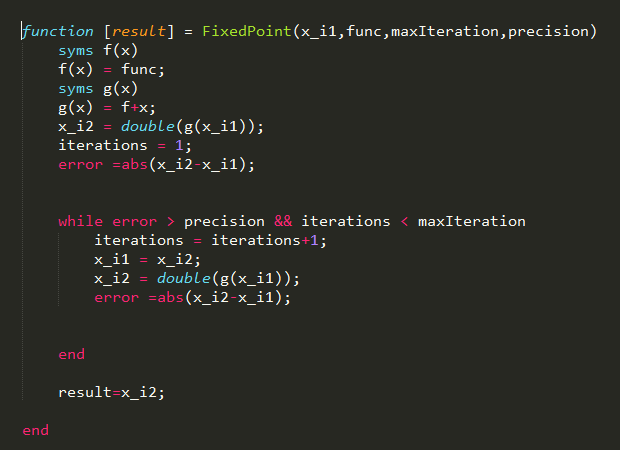 function [result] = FixedPoint(x_i1,func,maxIteration,precision)
syms f(x)
f(x) = func;
syms g(x)
g(x) = f+x;
x_i2 = double(g(x_i1));
iterations = 1;
error =abs(x_i2-x_i1);
while error > precision && iterations < maxIteration
iterations = iterations+1;
x_i1 = x_i2;
x_i2 = double(g(x_i1));
error =abs(x_i2-x_i1);
end
result=x_i2;
end